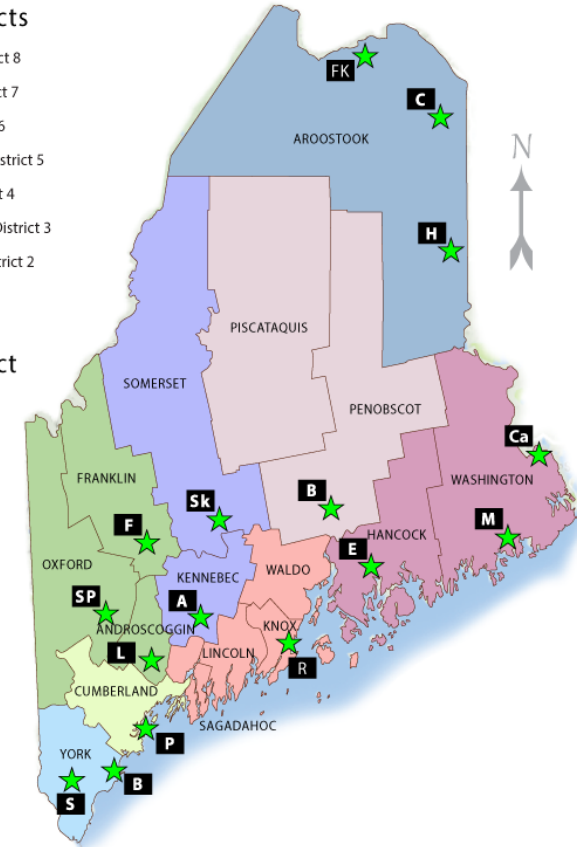 cts
ct 8
ct 7
6
strict 5
t 4
District 3
trict 2
ct
N
FK
C
AROOSTOOK
H
PISCATAQUIS
SOMERSET
PENOBSCOT
Ca
FRANKLIN
WASHINGTON
Sk
B
M
F
HANCOCK
E
OXFORD
KENNEBEC
WALDO
SP
A
ANDROSCOGGIN
KNOX
L
LINCOLN
R
CUMBERLAND
SAGADAHOC
P
YORK
B
S